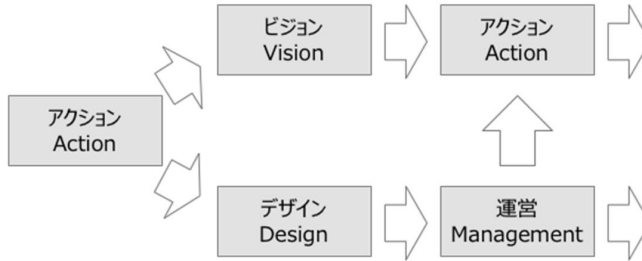 ビジョン
Vision
アクション
Action
アクション
Action
デザイン
Design
運営
Management